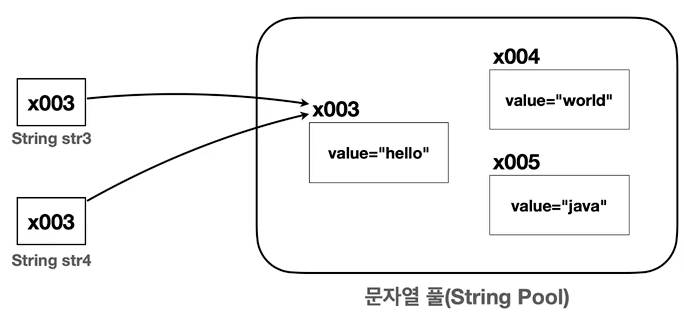 x003
String str3
x003
String str4
x003
value="hello"
x004
value="world"
x005
value="java"
문자열 풀(String Pool)